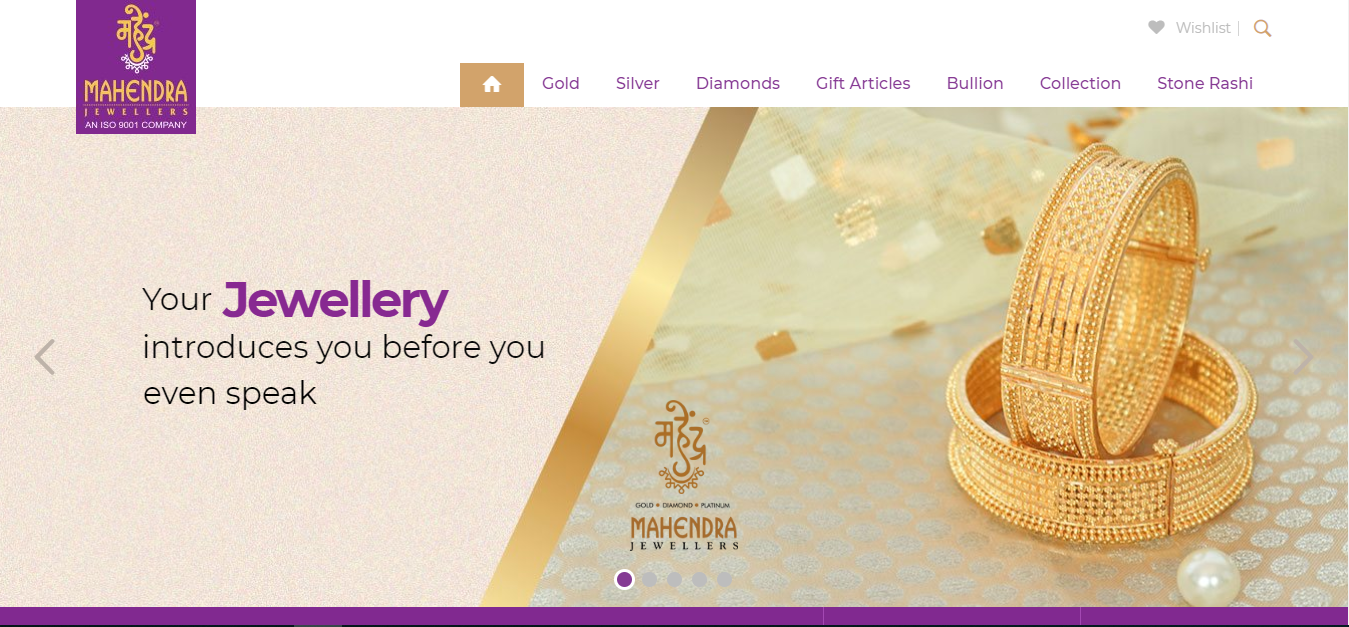 महेंद्र
MAHENDRA
JEWELLERS
AN ISO 9001 COMPANY
Wishlist
Gold Silver Diamonds Gift Articles Bullion Collection Stone Rashi
Your Jewellery
introduces you before you
even speak
महेंद्र
GOLD • DIAMOND • PLATINUM
MAHENDRA
JEWELLERS